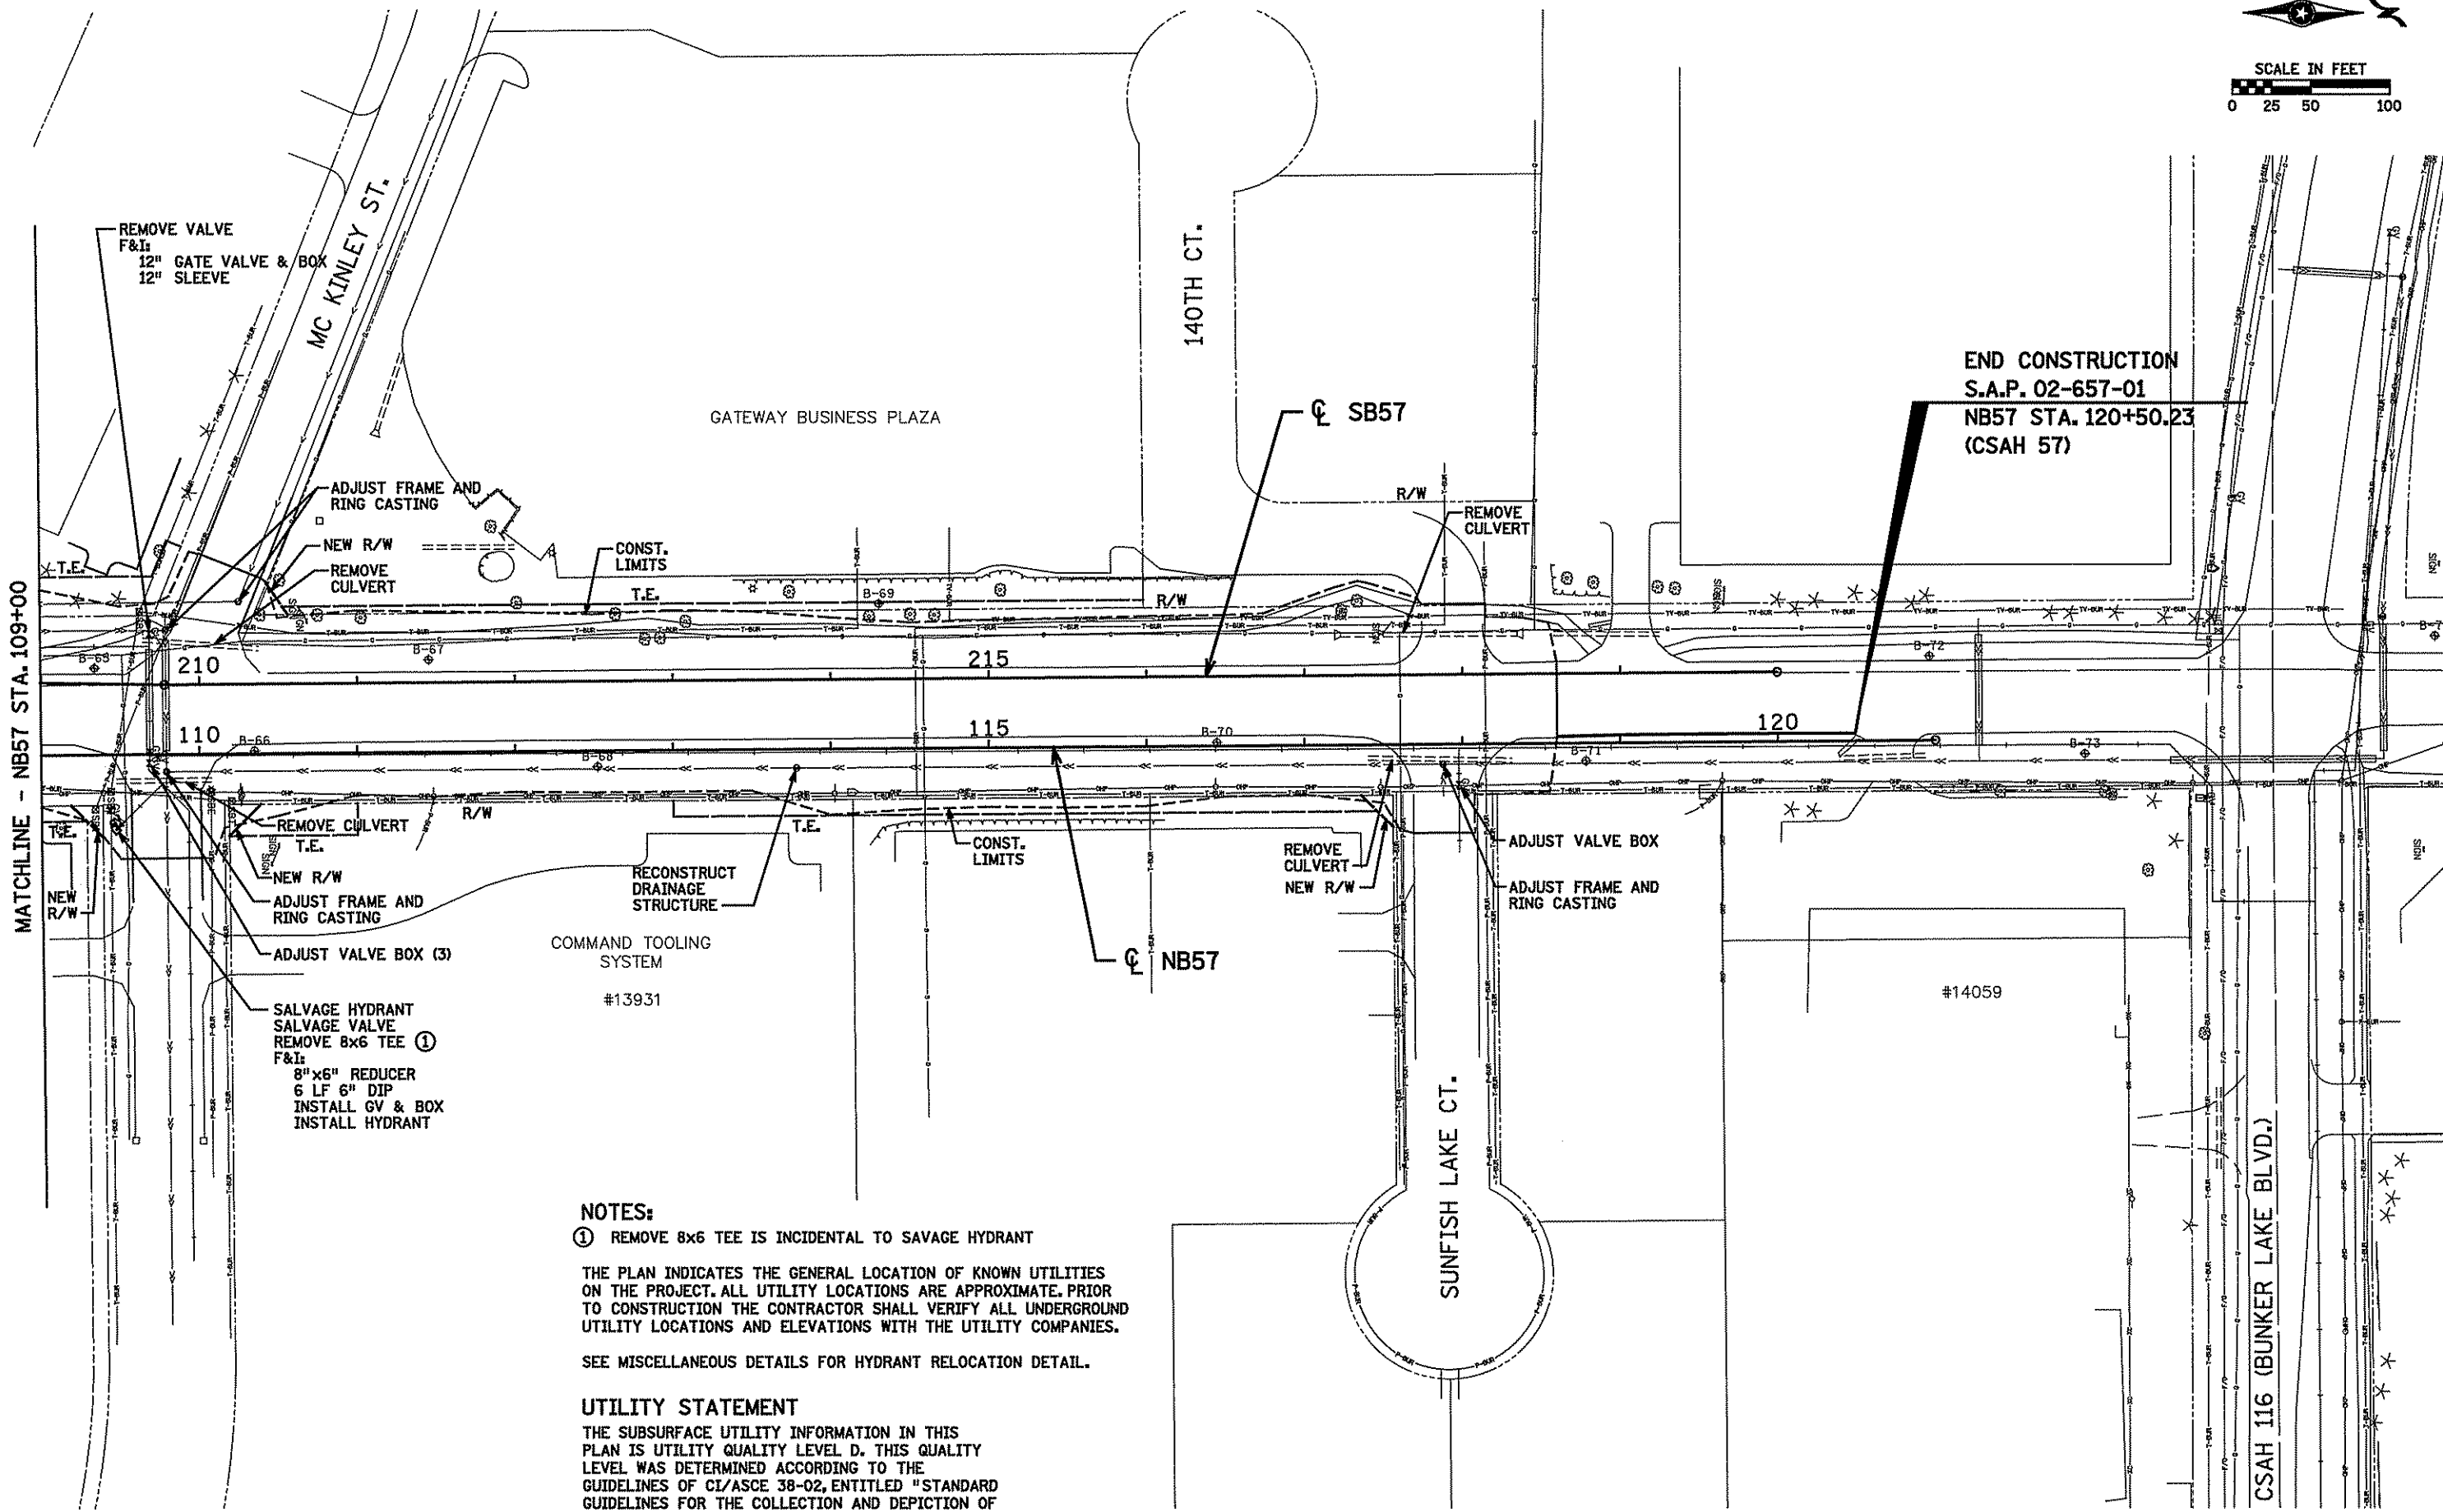 SCALE IN FEET
0 25 50 100
REMOVE VALVE
F&I:
12" GATE VALVE & BOX
12" SLEEVE
MC KINLEY ST.
140TH CT.
END CONSTRUCTION
S.A.P. 02-657-01
NB57 STA. 120+50.23
(CSAH 57)
GATEWAY BUSINESS PLAZA
℄ SB57
ADJUST FRAME AND
RING CASTING
NEW R/W
REMOVE
CULVERT
CONST.
LIMITS
R/W
REMOVE
CULVERT
T.E.
T.E.
B-69
R/W
MATCHLINE - NB57 STA. 109+00
B-67
B-72
210
215
110
115
120
B-66
B-68
B-70
B-71
B-73
T.E.
R/W
REMOVE CULVERT
T.E.
T.E.
NEW
R/W
NEW R/W
ADJUST FRAME AND
RING CASTING
ADJUST VALVE BOX (3)
RECONSTRUCT
DRAINAGE
STRUCTURE
CONST.
LIMITS
REMOVE
CULVERT
NEW R/W
ADJUST VALVE BOX
ADJUST FRAME AND
RING CASTING
COMMAND TOOLING
SYSTEM
#13931
℄ NB57
#14059
SALVAGE HYDRANT
SALVAGE VALVE
REMOVE 8x6 TEE ①
F&I:
8"x6" REDUCER
6 LF 6" DIP
INSTALL GV & BOX
INSTALL HYDRANT
SUNFISH LAKE CT.
CSAH 116 (BUNKER LAKE BLVD.)
NOTES:
① REMOVE 8x6 TEE IS INCIDENTAL TO SAVAGE HYDRANT
THE PLAN INDICATES THE GENERAL LOCATION OF KNOWN UTILITIES
ON THE PROJECT. ALL UTILITY LOCATIONS ARE APPROXIMATE. PRIOR
TO CONSTRUCTION THE CONTRACTOR SHALL VERIFY ALL UNDERGROUND
UTILITY LOCATIONS AND ELEVATIONS WITH THE UTILITY COMPANIES.
SEE MISCELLANEOUS DETAILS FOR HYDRANT RELOCATION DETAIL.
UTILITY STATEMENT
THE SUBSURFACE UTILITY INFORMATION IN THIS
PLAN IS UTILITY QUALITY LEVEL D. THIS QUALITY
LEVEL WAS DETERMINED ACCORDING TO THE
GUIDELINES OF CI/ASCE 38-02, ENTITLED "STANDARD
GUIDELINES FOR THE COLLECTION AND DEPICTION OF